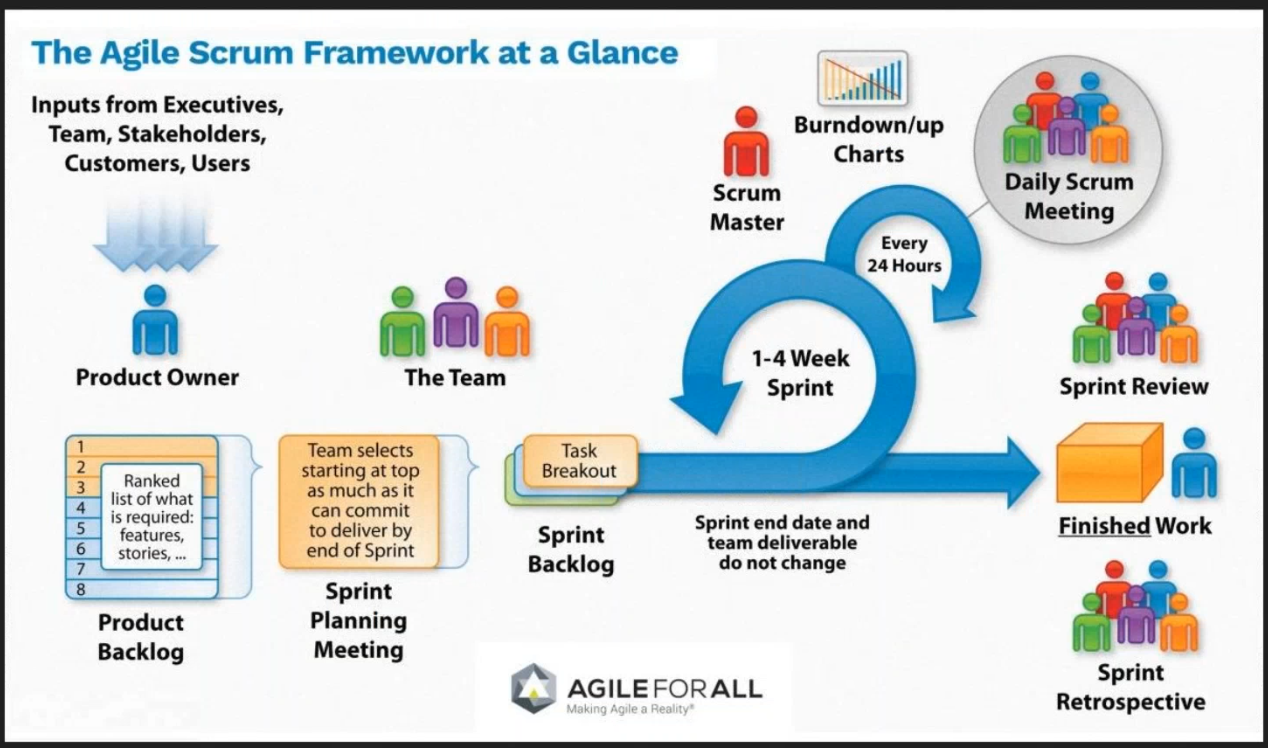 The Agile Scrum Framework at a Glance
Inputs from Executives,
Team, Stakeholders,
Customers, Users
Product Owner
The Team
Scrum
Master
Burndown/up
Charts
Daily Scrum
Meeting
Every
24 Hours
1-4 Week
Sprint
Sprint Review
1
2
3
4
5
6
7
8
Ranked
list of what
is required:
features,
stories, ...
Product
Backlog
Team selects
starting at top
as much as it
can commit
to deliver by
end of Sprint
Sprint
Planning
Meeting
Task
Breakout
Sprint
Backlog
Sprint end date and
team deliverable
do not change
Finished Work
Sprint
Retrospective
AGILE FOR ALL
Making Agile a Reality®